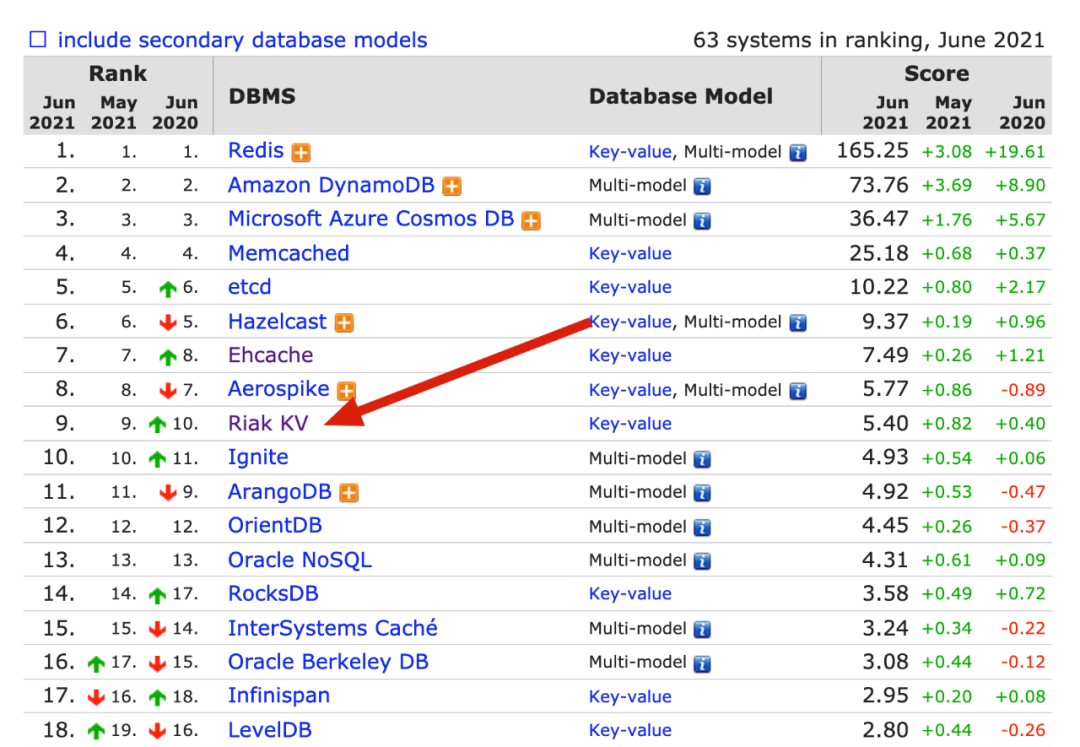 include secondary database models 63 systems in ranking, June 2021
Rank Score
DBMS Database Model
Jun May Jun Jun May Jun
2021 2021 2020 2021 2021 2020
1. 1. 1. Redis Key-value, Multi-model 165.25 +3.08 +19.61
2. 2. 2. Amazon DynamoDB Multi-model 73.76 +3.69 +8.90
3. 3. 3. Microsoft Azure Cosmos DB Multi-model 36.47 +1.76 +5.67
4. 4. 4. Memcached Key-value 25.18 +0.68 +0.37
5. 5. 6. etcd Key-value 10.22 +0.80 +2.17
6. 6. 5. Hazelcast Key-value, Multi-model 9.37 +0.19 +0.96
7. 7. 8. Ehcache Key-value 7.49 +0.26 +1.21
8. 8. 7. Aerospike Key-value, Multi-model 5.77 +0.86 -0.89
9. 9. 10. Riak KV Key-value 5.40 +0.82 +0.40
10. 10. 11. Ignite Multi-model 4.93 +0.54 +0.06
11. 11. 9. ArangoDB Multi-model 4.92 +0.53 -0.47
12. 12. 12. OrientDB Multi-model 4.45 +0.26 -0.37
13. 13. 13. Oracle NoSQL Multi-model 4.31 +0.61 +0.09
14. 14. 17. RocksDB Key-value 3.58 +0.49 +0.72
15. 15. 14. InterSystems Caché Multi-model 3.24 +0.34 -0.22
16. 17. 15. Oracle Berkeley DB Multi-model 3.08 +0.44 -0.12
17. 16. 18. Infinispan Key-value 2.95 +0.20 +0.08
18. 19. 16. LevelDB Key-value 2.80 +0.44 -0.26